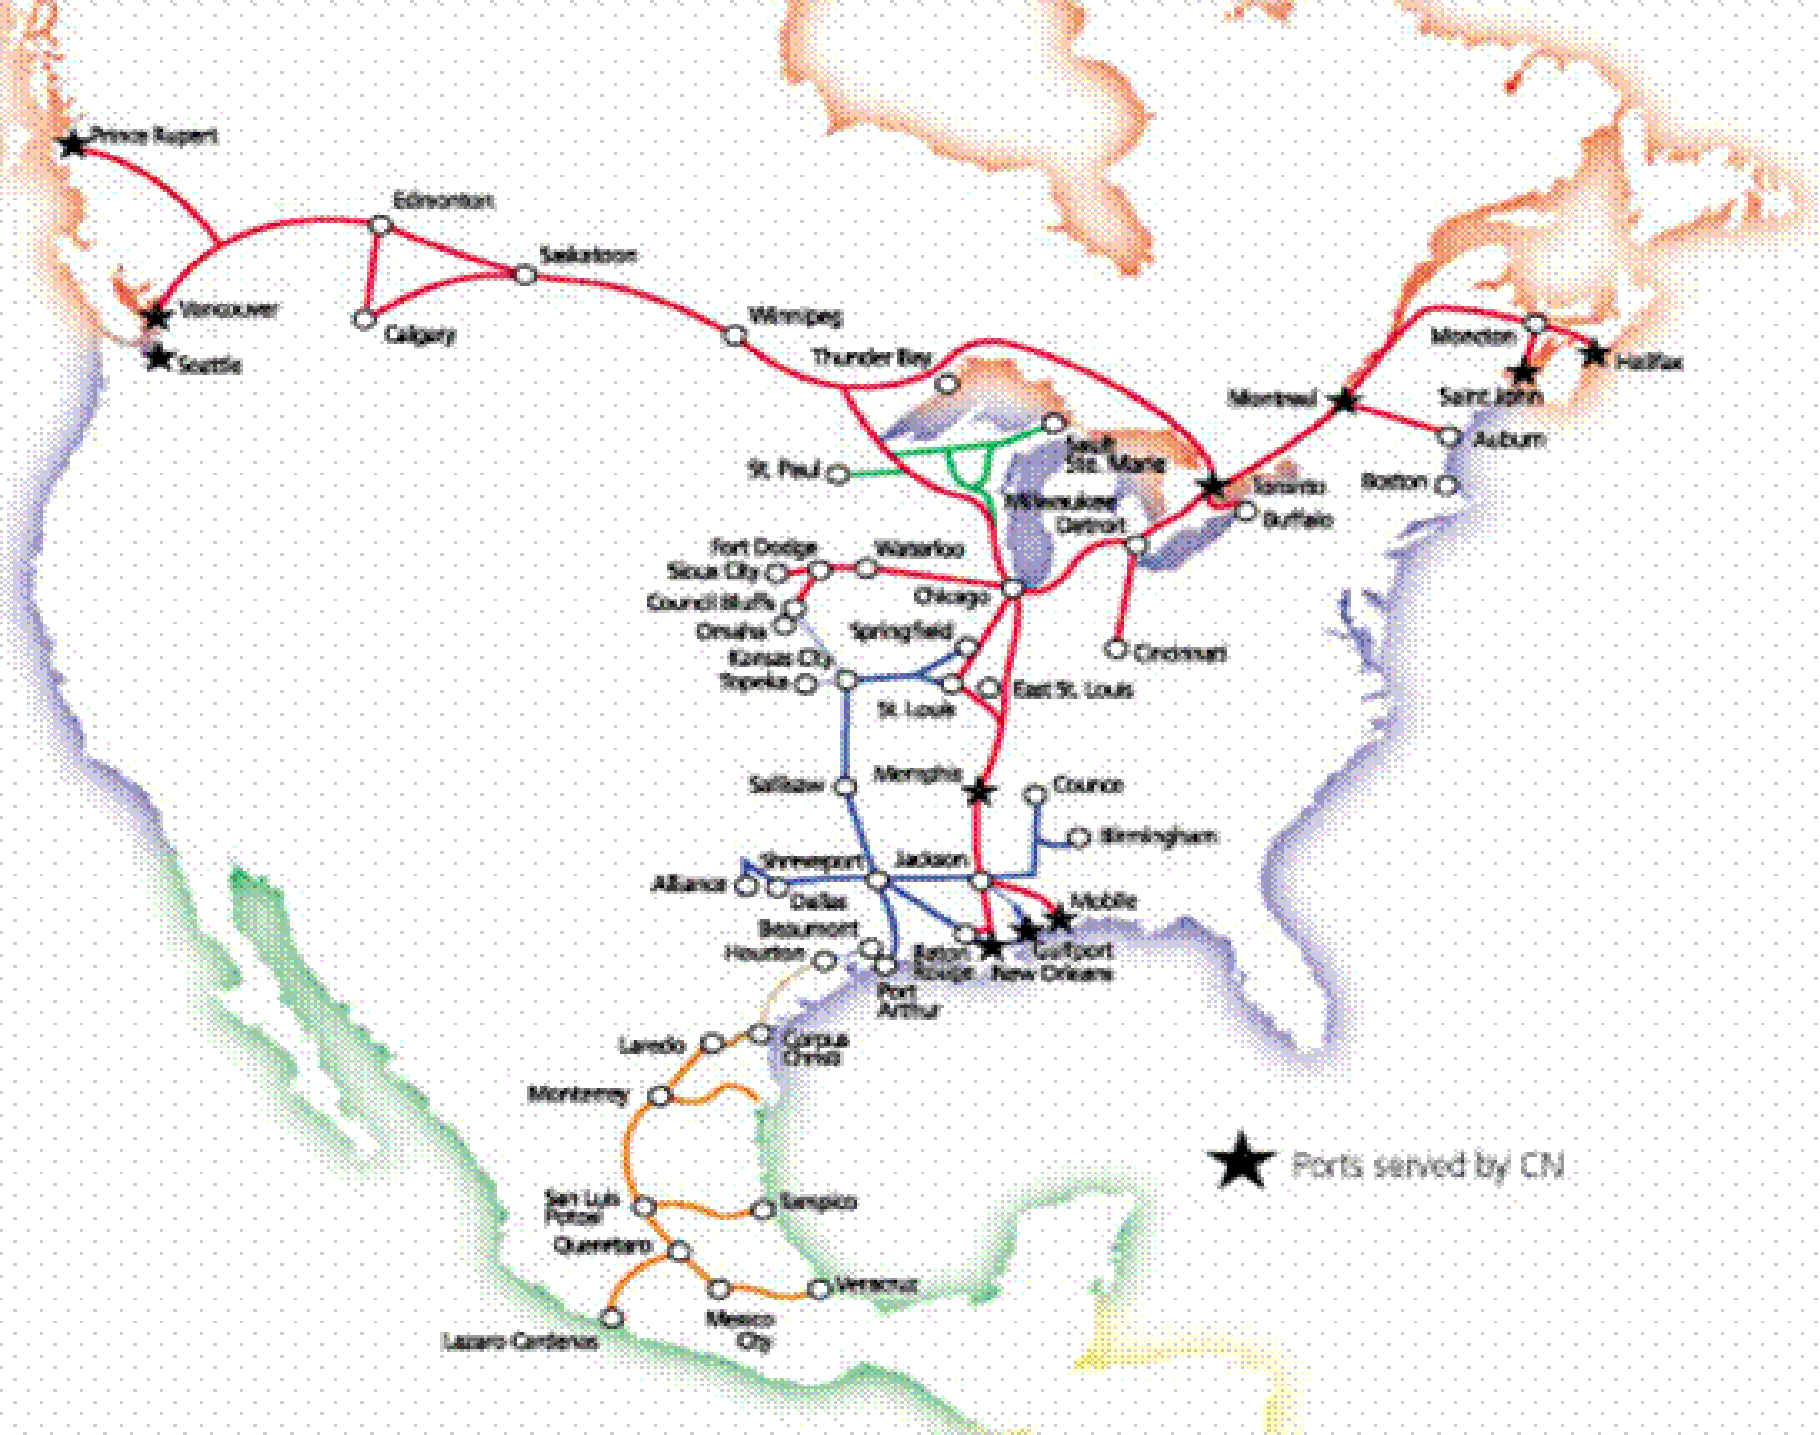 Prince Rupert
Edmonton
Saskatoon
Vancouver
Calgary
Seattle
Winnipeg
Thunder Bay
Moncton
Halifax
Montreal
Saint John
Auburn
Boston
St. Paul
Sault
Ste. Marie
Milwaukee
Detroit
Toronto
Buffalo
Fort Dodge
Waterloo
Sioux City
Council Bluffs
Omaha
Chicago
Springfield
Kansas City
Topeka
Cincinnati
East St. Louis
St. Louis
Sallisaw
Memphis
Counce
Birmingham
Shreveport
Jackson
Alliance
Dallas
Mobile
Beaumont
Houston
Baton
Rouge
Gulfport
New Orleans
Port
Arthur
Laredo
Corpus
Christi
Monterrey
Ports served by CN
San Luis
Potosi
Tampico
Queretaro
Veracruz
Mexico
City
Lazaro Cardenas